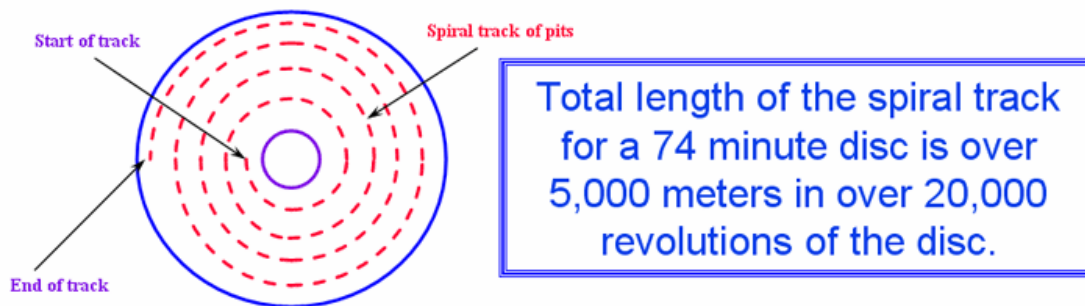 Start of track
Spiral track of pits
Total length of the spiral track
for a 74 minute disc is over
5,000 meters in over 20,000
revolutions of the disc.
End of track